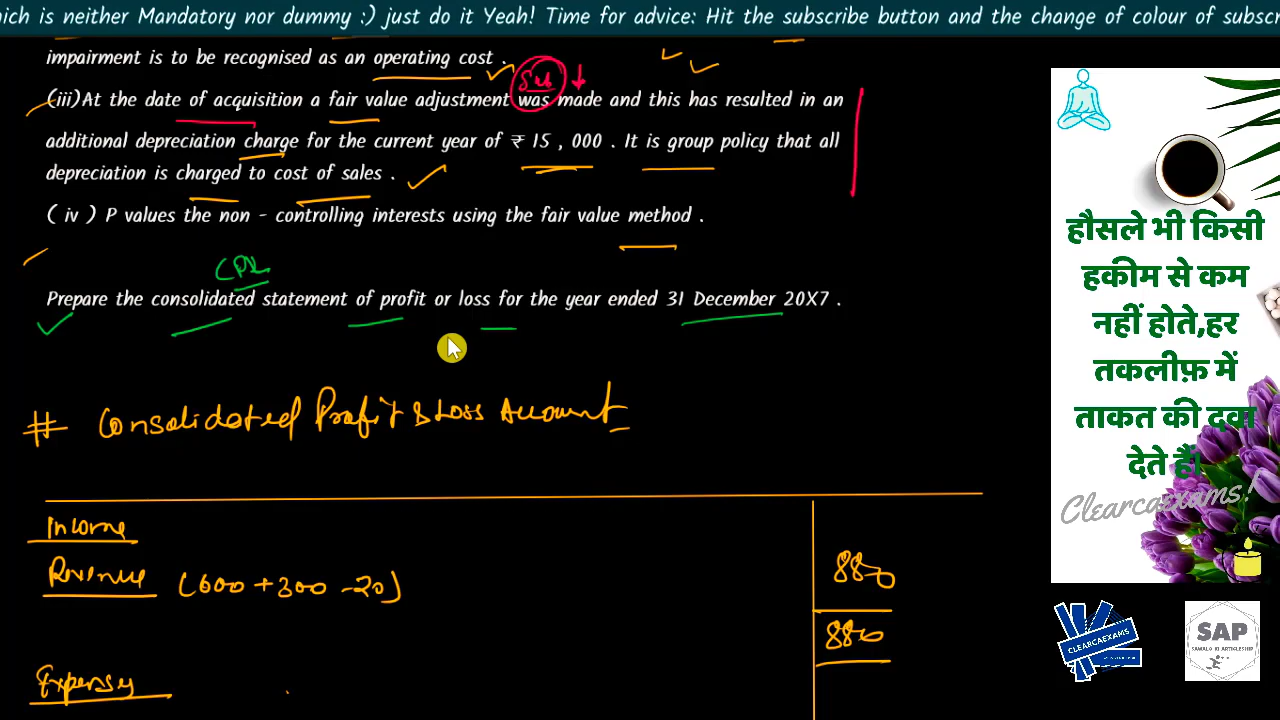 hich is neither Mandatory nor dummy :) just do it Yeah! Time for advice: Hit the subscribe button and the change of colour of subscr
impairment is to be recognised as an operating cost .
Sub ↓
(iii)At the date of acquisition a fair value adjustment was made and this has resulted in an
additional depreciation charge for the current year of ₹ 15 , 000 . It is group policy that all
depreciation is charged to cost of sales .
( iv ) P values the non - controlling interests using the fair value method .
CP&L
Prepare the consolidated statement of profit or loss for the year ended 31 December 20X7 .
# Consolidated Profit & Loss Account
Income
Revenue (600 + 300 - 20) 880
880
Expenses
हौसले भी किसी
हकीम से कम
नहीं होते,हर
तकलीफ़ में
ताकत की दवा
देते हैं।
Clearcaexams!
CLEARCAEXAMS
SAP
SAWALO KI ARTICLESHIP